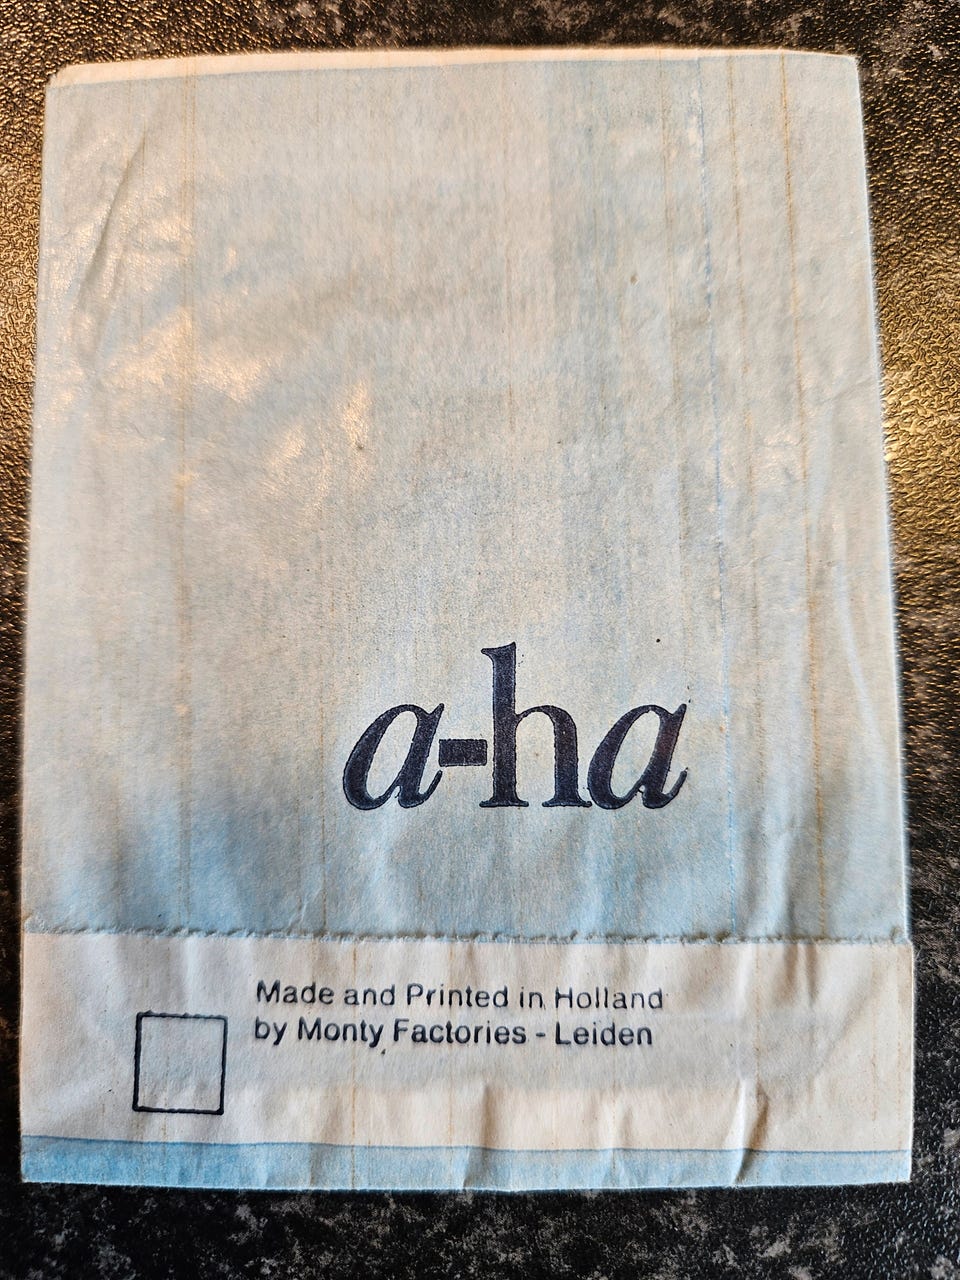 a-ha
Made and Printed in Holland
by Monty Factories - Leiden